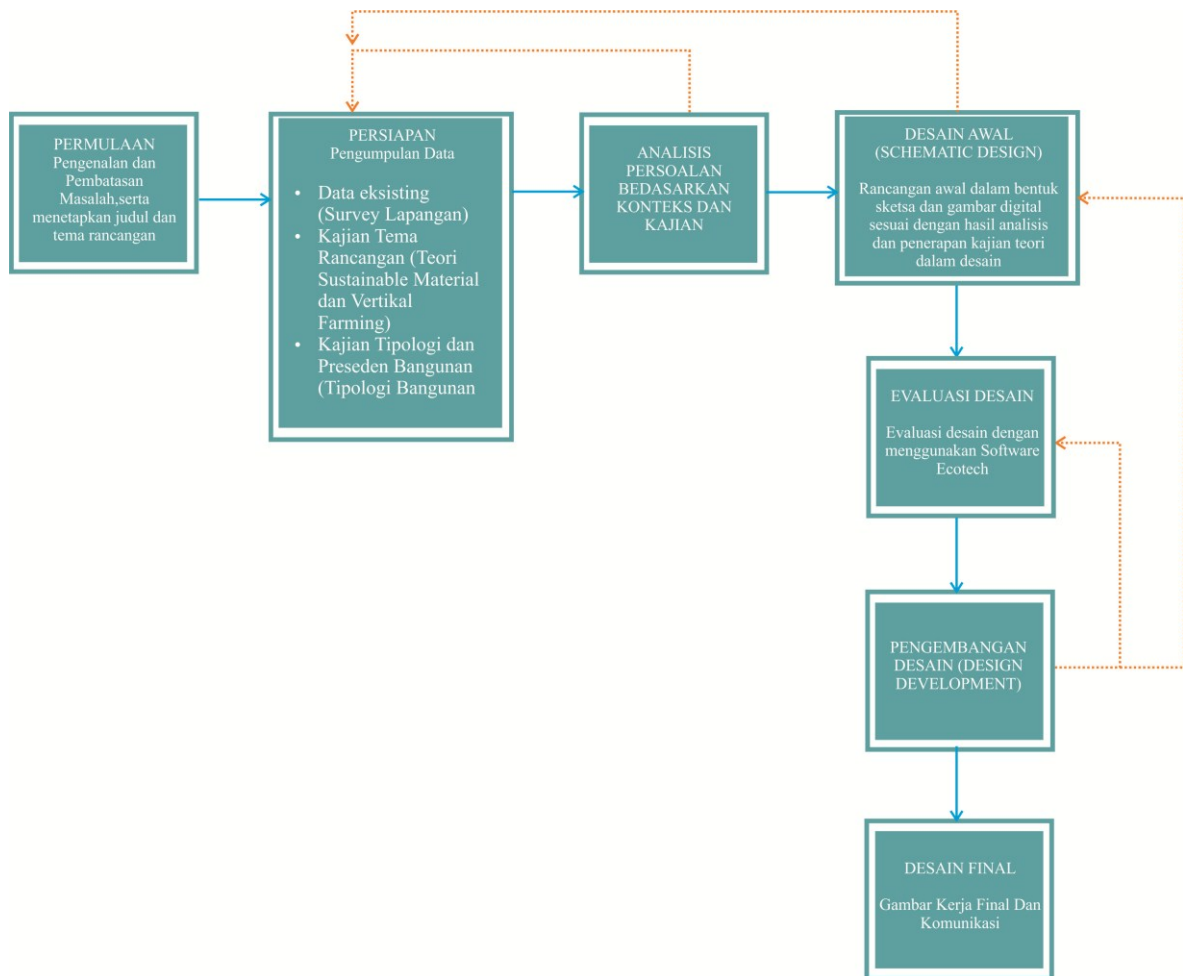 PERMULAAN
Pengenalan dan
Pembatasan
Masalah,serta
menetapkan judul dan
tema rancangan
PERSIAPAN
Pengumpulan Data
• Data eksisting
(Survey Lapangan)
• Kajian Tema
Rancangan (Teori
Sustainable Material
dan Vertikal
Farming)
• Kajian Tipologi dan
Preseden Bangunan
(Tipologi Bangunan
ANALISIS
PERSOALAN
BEDASARKAN
KONTEKS DAN
KAJIAN
DESAIN AWAL
(SCHEMATIC DESIGN)
Rancangan awal dalam bentuk
sketsa dan gambar digital
sesuai dengan hasil analisis
dan penerapan kajian teori
dalam desain
EVALUASI DESAIN
Evaluasi desain dengan
menggunakan Software
Ecotech
PENGEMBANGAN
DESAIN (DESIGN
DEVELOPMENT)
DESAIN FINAL
Gambar Kerja Final Dan
Komunikasi